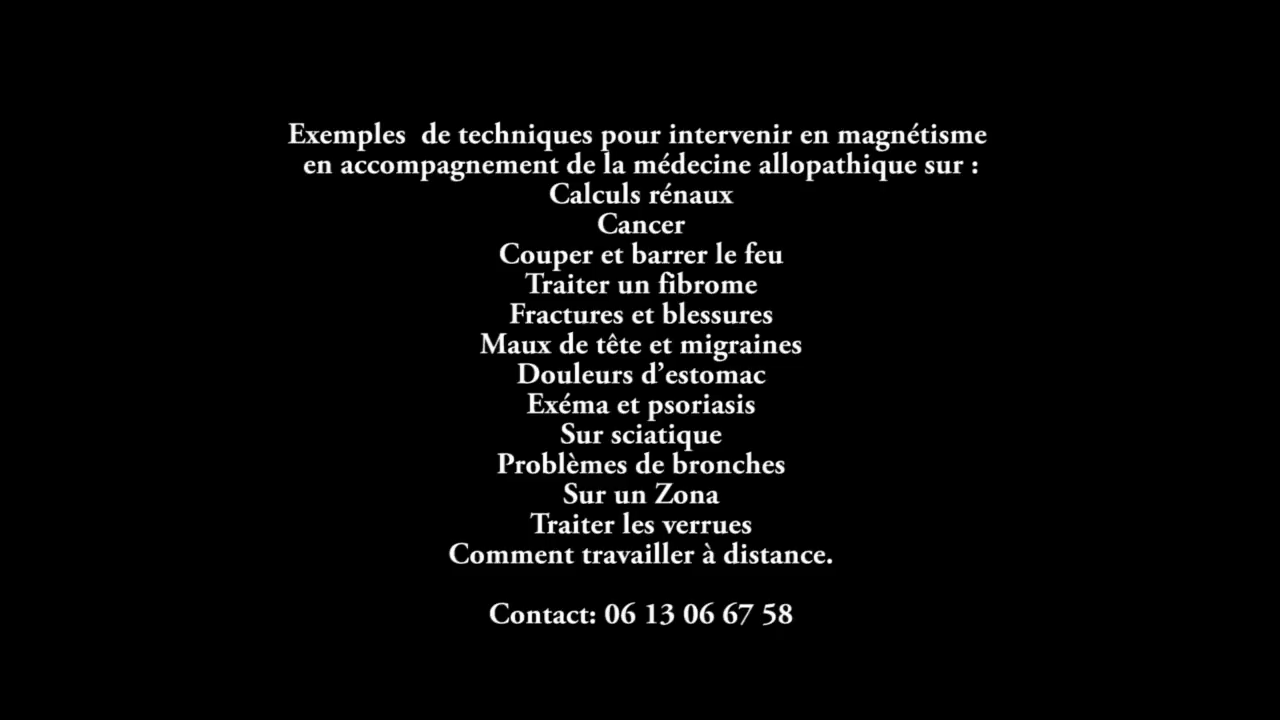 Exemples  de techniques pour intervenir en magnétisme
en accompagnement de la médecine allopathique sur :
Calculs rénaux
Cancer
Couper et barrer le feu
Traiter un fibrome
Fractures et blessures
Maux de tête et migraines
Douleurs d’estomac
Exéma et psoriasis
Sur sciatique
Problèmes de bronches
Sur un Zona
Traiter les verrues
Comment travailler à distance.
Contact: 06 13 06 67 58